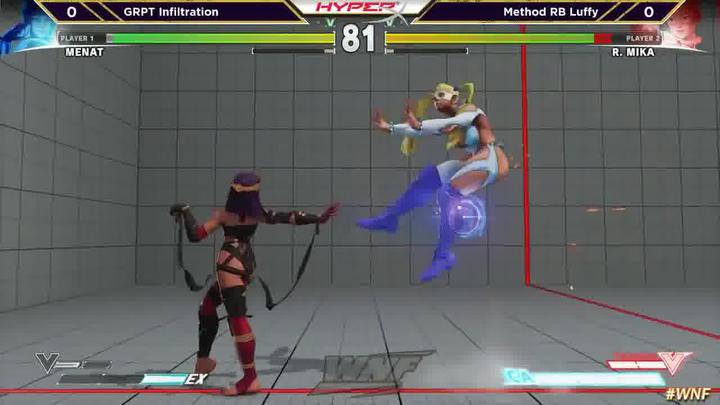 0 GRPT Infiltration HYPER Method RB Luffy 0
PLAYER 1 81 PLAYER 2
MENAT R. MIKA
V V
EX CA
WNF
#WNF